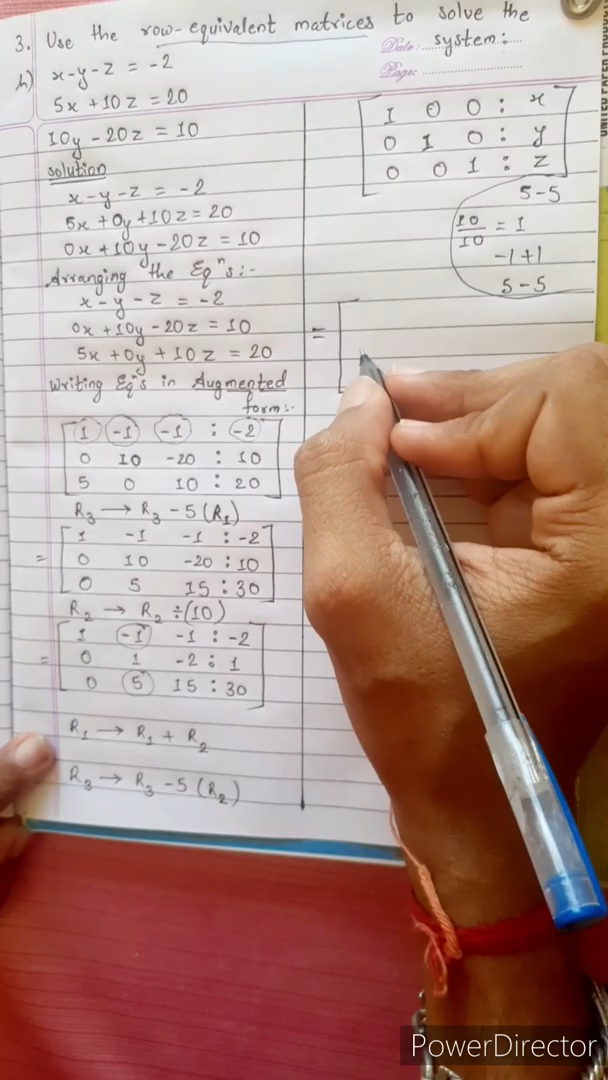 3. Use the row-equivalent matrices to solve the system:
Date:
Page:
h) x-y-z = -2
5x +10z = 20
10y -20z = 10
solution
x-y-z = -2
5x + 0y + 10z = 20
0x + 10y - 20z = 10
Arranging the Eqⁿs:-
x-y-z = -2
0x + 10y - 20z = 10
5x + 0y + 10z = 20
Writing Eqⁿs in Augmented form:-
1 -1 -1 : -2
0 10 -20 : 10
5 0 10 : 20
R₃ → R₃ - 5(R₁)
= 1 -1 -1 : -2
0 10 -20 : 10
0 5 15 : 30
R₂ → R₂ ÷(10)
= 1 -1 -1 : -2
0 1 -2 : 1
0 5 15 : 30
R₁ → R₁ + R₂
R₃ → R₃ - 5(R₂)
1 0 0 : x
0 1 0 : y
0 0 1 : z
5-5
10/10 = 1
-1+1
5-5
=
PowerDirector